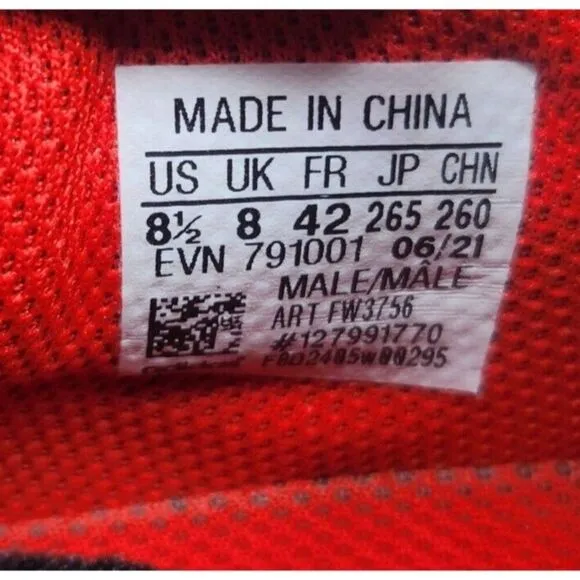 MADE IN CHINA
US UK FR JP CHN
8½ 8 42 265 260
EVN 791001 06/21
MALE/MÂLE
ART FW3756
#127991770